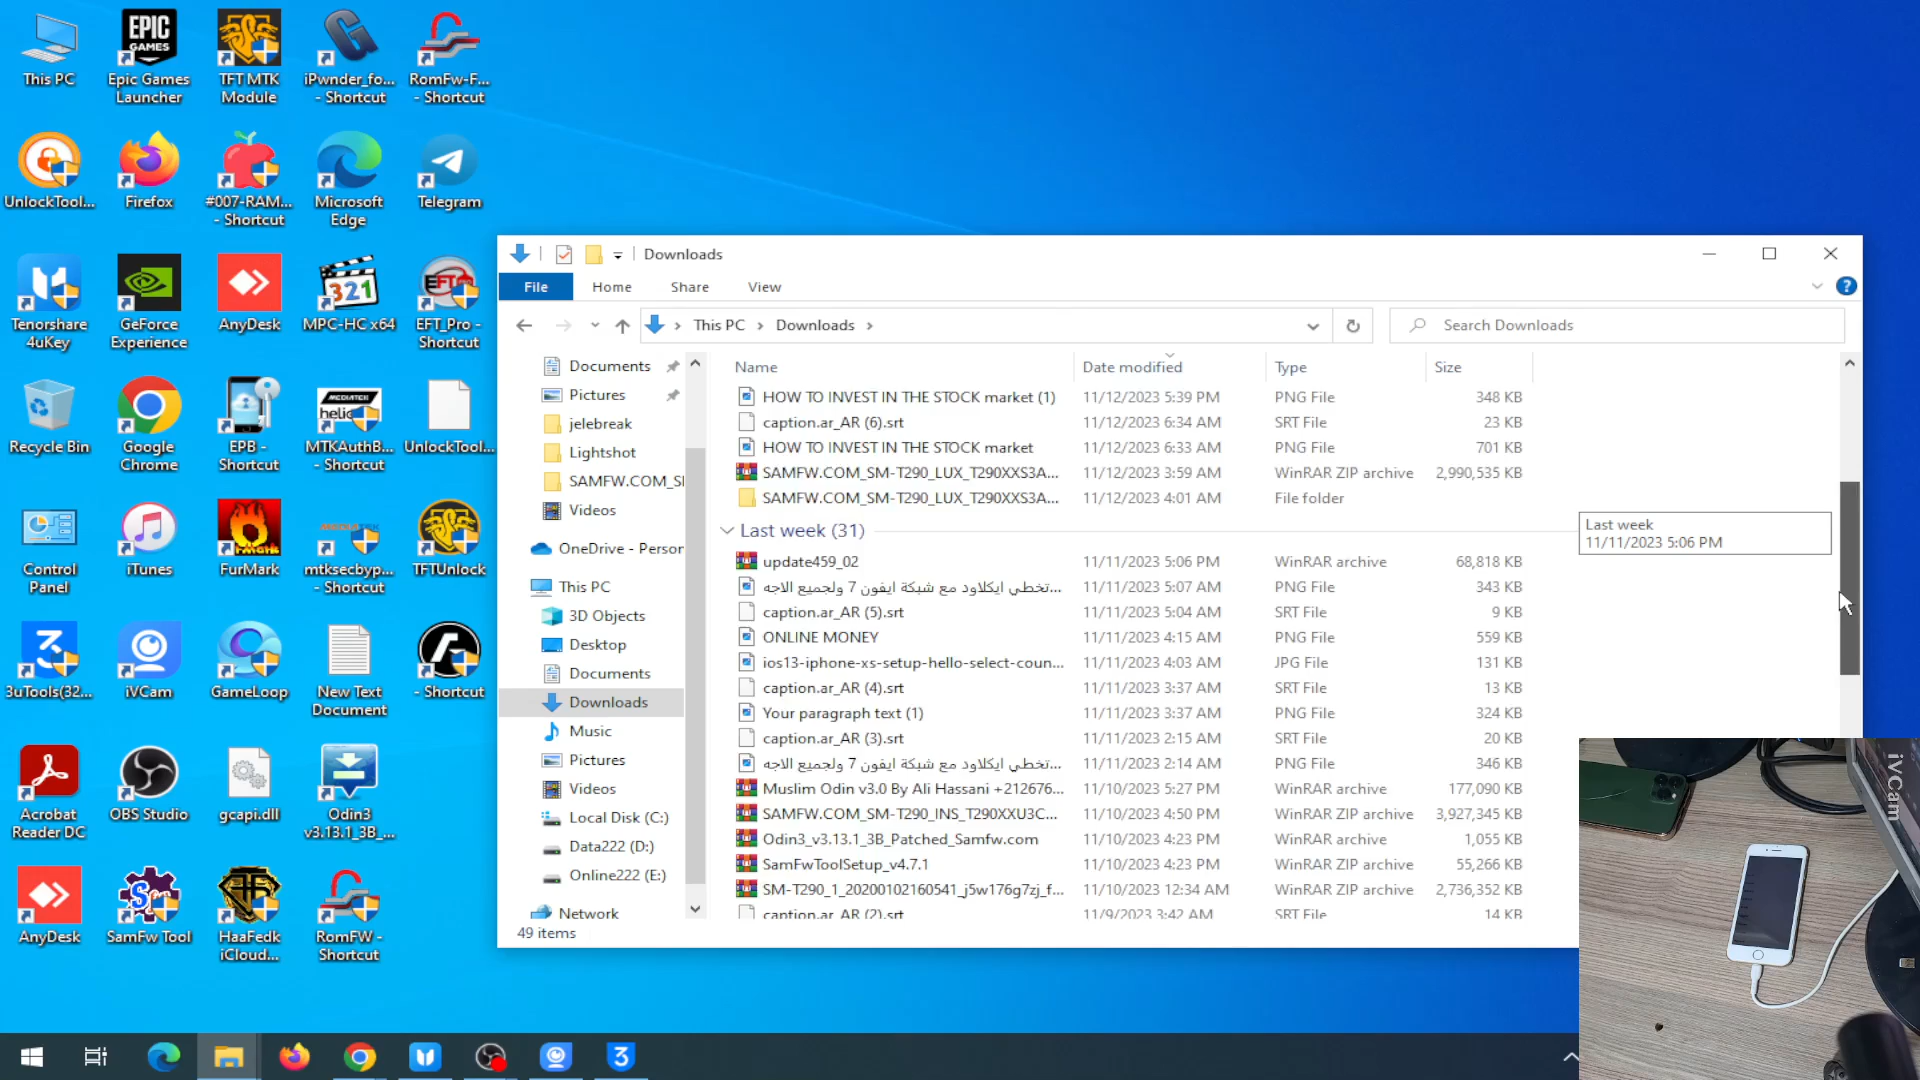 This PC
Epic Games
Launcher
TFT MTK
Module
iPwnder_fo...
- Shortcut
RomFw-F...
- Shortcut
UnlockTool...
Firefox
#007-RAM...
- Shortcut
Microsoft
Edge
Telegram
Tenorshare
4uKey
GeForce
Experience
AnyDesk
MPC-HC x64
EFT_Pro -
Shortcut
Recycle Bin
Google
Chrome
EPB -
Shortcut
MTKAuthB...
- Shortcut
UnlockTool...
Control
Panel
iTunes
FurMark
mtksecbyp...
- Shortcut
TFTUnlock
3uTools(32...
iVCam
GameLoop
New Text
Document
- Shortcut
Acrobat
Reader DC
OBS Studio
gcapi.dll
Odin3
v3.13.1_3B_...
AnyDesk
SamFw Tool
HaaFedk
iCloud...
RomFW -
Shortcut
Downloads
File Home Share View
This PC Downloads
Search Downloads
Documents
Pictures
jelebreak
Lightshot
SAMFW.COM_S
Videos
OneDrive - Person
This PC
3D Objects
Desktop
Documents
Downloads
Music
Pictures
Videos
Local Disk (C:)
Data222 (D:)
Online222 (E:)
Network
Name Date modified Type Size
HOW TO INVEST IN THE STOCK market (1) 11/12/2023 5:39 PM PNG File 348 KB
caption.ar_AR (6).srt 11/12/2023 6:34 AM SRT File 23 KB
HOW TO INVEST IN THE STOCK market 11/12/2023 6:33 AM PNG File 701 KB
SAMFW.COM_SM-T290_LUX_T290XXS3A... 11/12/2023 3:59 AM WinRAR ZIP archive 2,990,535 KB
SAMFW.COM_SM-T290_LUX_T290XXS3A... 11/12/2023 4:01 AM File folder
Last week (31)
Last week
11/11/2023 5:06 PM
update459_02 11/11/2023 5:06 PM WinRAR archive 68,818 KB
تخطي ايكلاود مع شبكة ايفون 7 ولجميع الاجه... 11/11/2023 5:07 AM PNG File 343 KB
caption.ar_AR (5).srt 11/11/2023 5:04 AM SRT File 9 KB
ONLINE MONEY 11/11/2023 4:15 AM PNG File 559 KB
ios13-iphone-xs-setup-hello-select-coun... 11/11/2023 4:03 AM JPG File 131 KB
caption.ar_AR (4).srt 11/11/2023 3:37 AM SRT File 13 KB
Your paragraph text (1) 11/11/2023 3:37 AM PNG File 324 KB
caption.ar_AR (3).srt 11/11/2023 2:15 AM SRT File 20 KB
تخطي ايكلاود مع شبكة ايفون 7 ولجميع الاجه... 11/11/2023 2:14 AM PNG File 346 KB
Muslim Odin v3.0 By Ali Hassani +212676... 11/10/2023 5:27 PM WinRAR archive 177,090 KB
SAMFW.COM_SM-T290_INS_T290XXU3C... 11/10/2023 4:50 PM WinRAR ZIP archive 3,927,345 KB
Odin3_v3.13.1_3B_Patched_Samfw.com 11/10/2023 4:23 PM WinRAR archive 1,055 KB
SamFwToolSetup_v4.7.1 11/10/2023 4:23 PM WinRAR ZIP archive 55,266 KB
SM-T290_1_20200102160541_j5w176g7zj_f... 11/10/2023 12:34 AM WinRAR ZIP archive 2,736,352 KB
caption.ar_AR (2).srt 11/9/2023 3:42 AM SRT File 14 KB
49 items
iVCam